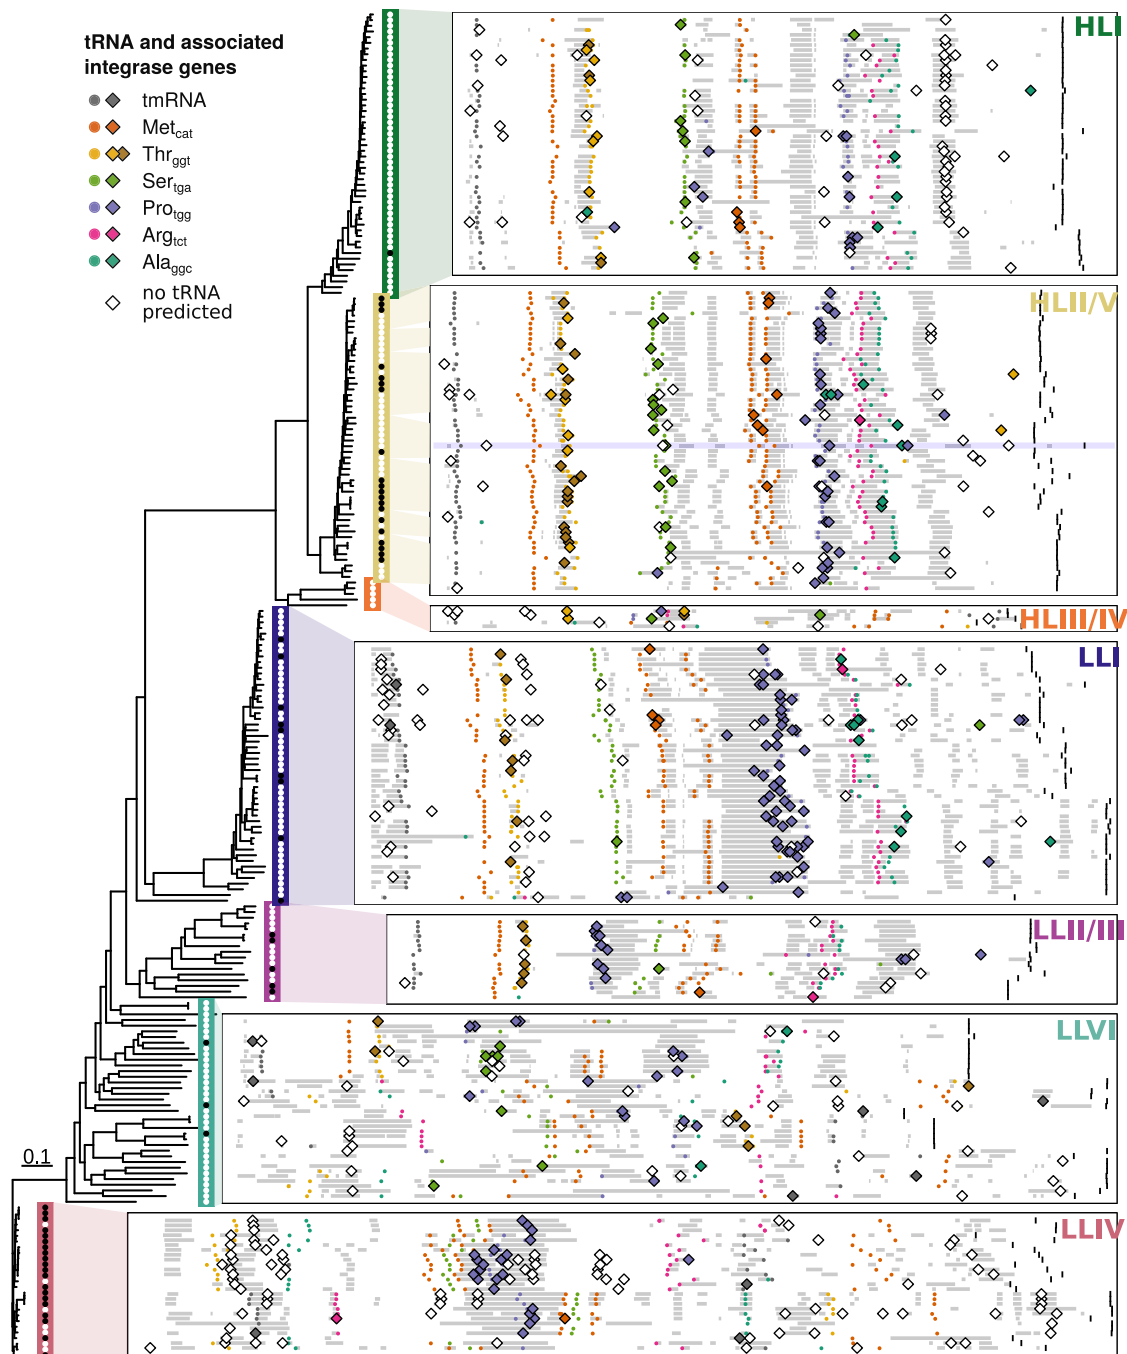 tRNA and associated
integrase genes
tmRNA
Metcat
Thrggt
Sertga
Protgg
Argtct
Alaggc
no tRNA
predicted
HLI
HLII/V
HLIII/IV
LLI
LLII/III
LLVI
0.1
LLIV